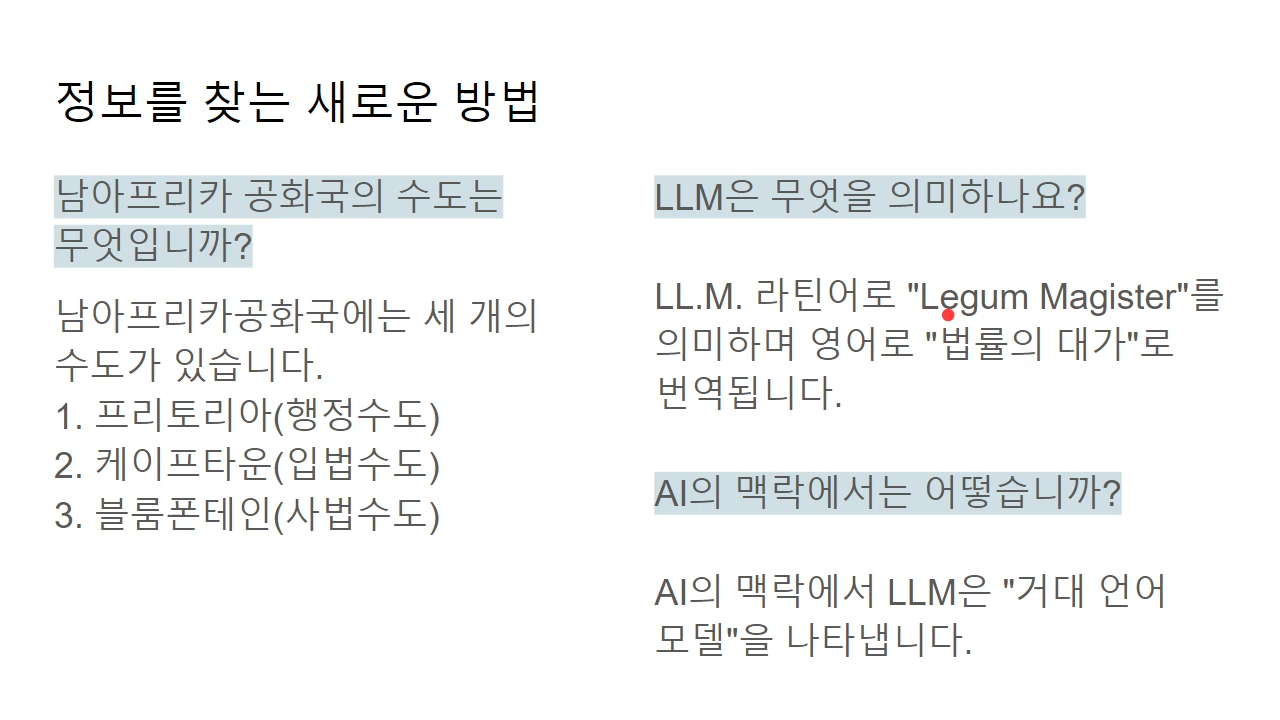 정보를 찾는 새로운 방법
남아프리카 공화국의 수도는
무엇입니까?
남아프리카공화국에는 세 개의
수도가 있습니다.
1. 프리토리아(행정수도)
2. 케이프타운(입법수도)
3. 블룸폰테인(사법수도)
LLM은 무엇을 의미하나요?
LL.M. 라틴어로 "Legum Magister"를
의미하며 영어로 "법률의 대가"로
번역됩니다.
AI의 맥락에서는 어떻습니까?
AI의 맥락에서 LLM은 "거대 언어
모델"을 나타냅니다.